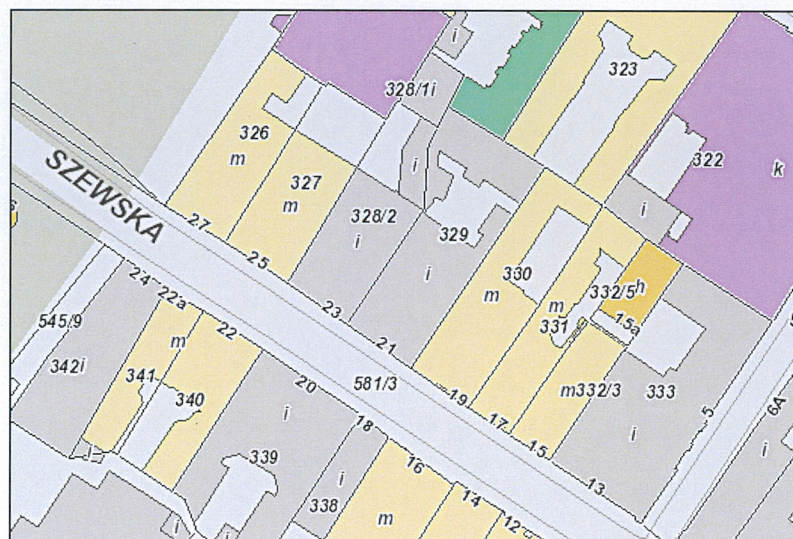 i
323
328/1i
322
k
326
m
327
m
i
i
328/2
i
329
i
SZEWSKA
27
25
23
21
330
m
m
331
332/5
h
15a
24
22a
22
545/9
342i
m
341
340
20
581/3
19
17
15
m332/3
333
i
5
6A
i
13
i
339
18
i
338
16
14
12
m
i
i
i